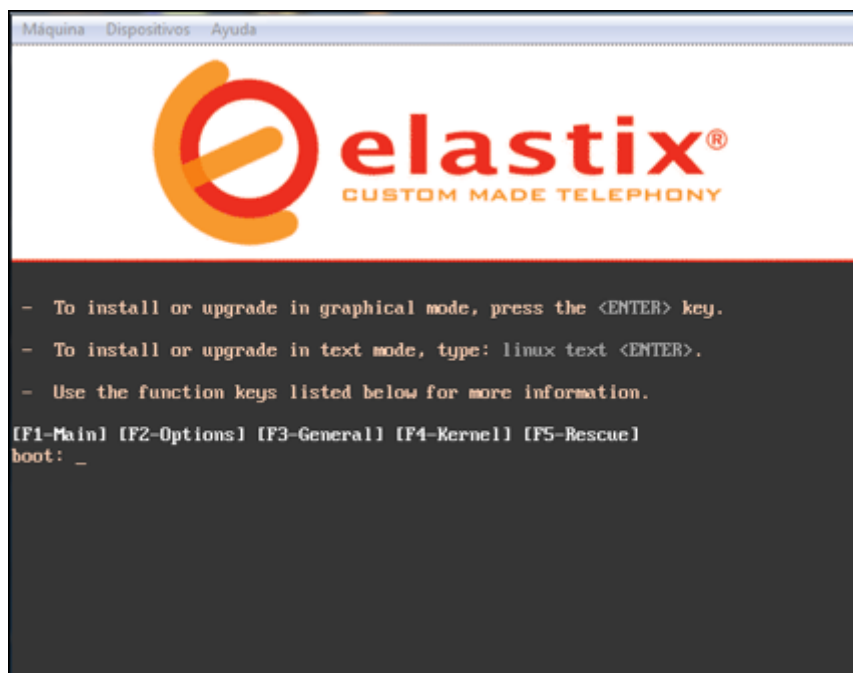 Máquina Dispositivos Ayuda
elastix®
CUSTOM MADE TELEPHONY
- To install or upgrade in graphical mode, press the <ENTER> key.
- To install or upgrade in text mode, type: linux text <ENTER>.
- Use the function keys listed below for more information.
[F1-Main] [F2-Options] [F3-General] [F4-Kernel] [F5-Rescue]
boot: _